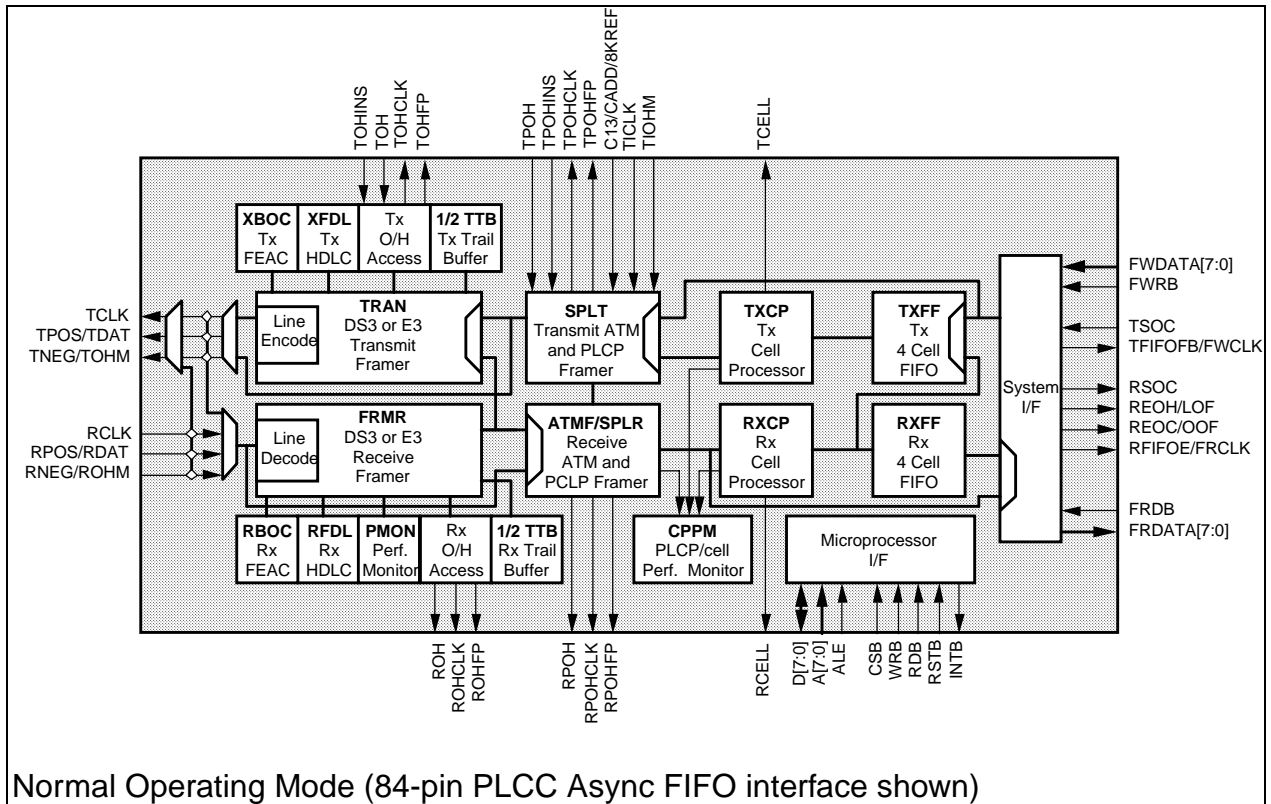 TOHINS
TOH
TOHCLK
TOHFP
TPOH
TPOHINS
TPOHCLK
TPOHFP
C13/CADD/8KREF
TICLK
TIOHM
TCELL
XBOC
Tx
FEAC
XFDL
Tx
HDLC
Tx
O/H
Access
1/2 TTB
Tx Trail
Buffer
TCLK
TPOS/TDAT
TNEG/TOHM
Line
Encode
TRAN
DS3 or E3
Transmit
Framer
SPLT
Transmit ATM
and PLCP
Framer
TXCP
Tx
Cell
Processor
TXFF
Tx
4 Cell
FIFO
System
I/F
FWDATA[7:0]
FWRB
TSOC
TFIFOFB/FWCLK
RSOC
REOH/LOF
REOC/OOF
RFIFOE/FRCLK
FRDB
FRDATA[7:0]
RCLK
RPOS/RDAT
RNEG/ROHM
Line
Decode
FRMR
DS3 or E3
Receive
Framer
ATMF/SPLR
Receive
ATM and
PCLP Framer
RXCP
Rx
Cell
Processor
RXFF
Rx
4 Cell
FIFO
RBOC
Rx
FEAC
RFDL
Rx
HDLC
PMON
Perf.
Monitor
Rx
O/H
Access
1/2 TTB
Rx Trail
Buffer
CPPM
PLCP/cell
Perf. Monitor
Microprocessor
I/F
ROH
ROHCLK
ROHFP
RPOH
RPOHCLK
RPOHFP
RCELL
D[7:0]
A[7:0]
ALE
CSB
WRB
RDB
RSTB
INTB
Normal Operating Mode (84-pin PLCC Async FIFO interface shown)